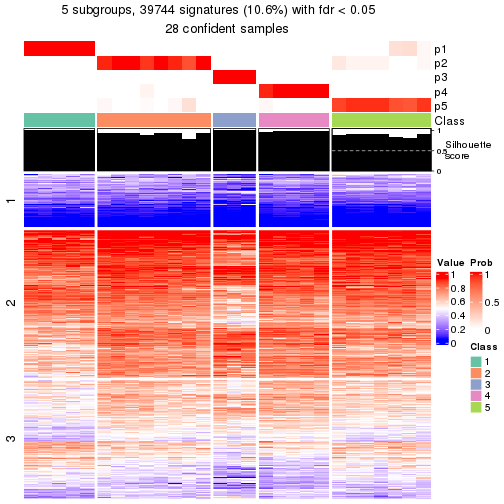 5 subgroups, 39744 signatures (10.6%) with fdr < 0.05
28 confident samples
p1
p2
p3
p4
p5
Class
1
0.5
0
Silhouette
score
1
2
3
Value
1
0.8
0.6
0.4
0.2
0
Prob
1
0.5
0
Class
1
2
3
4
5